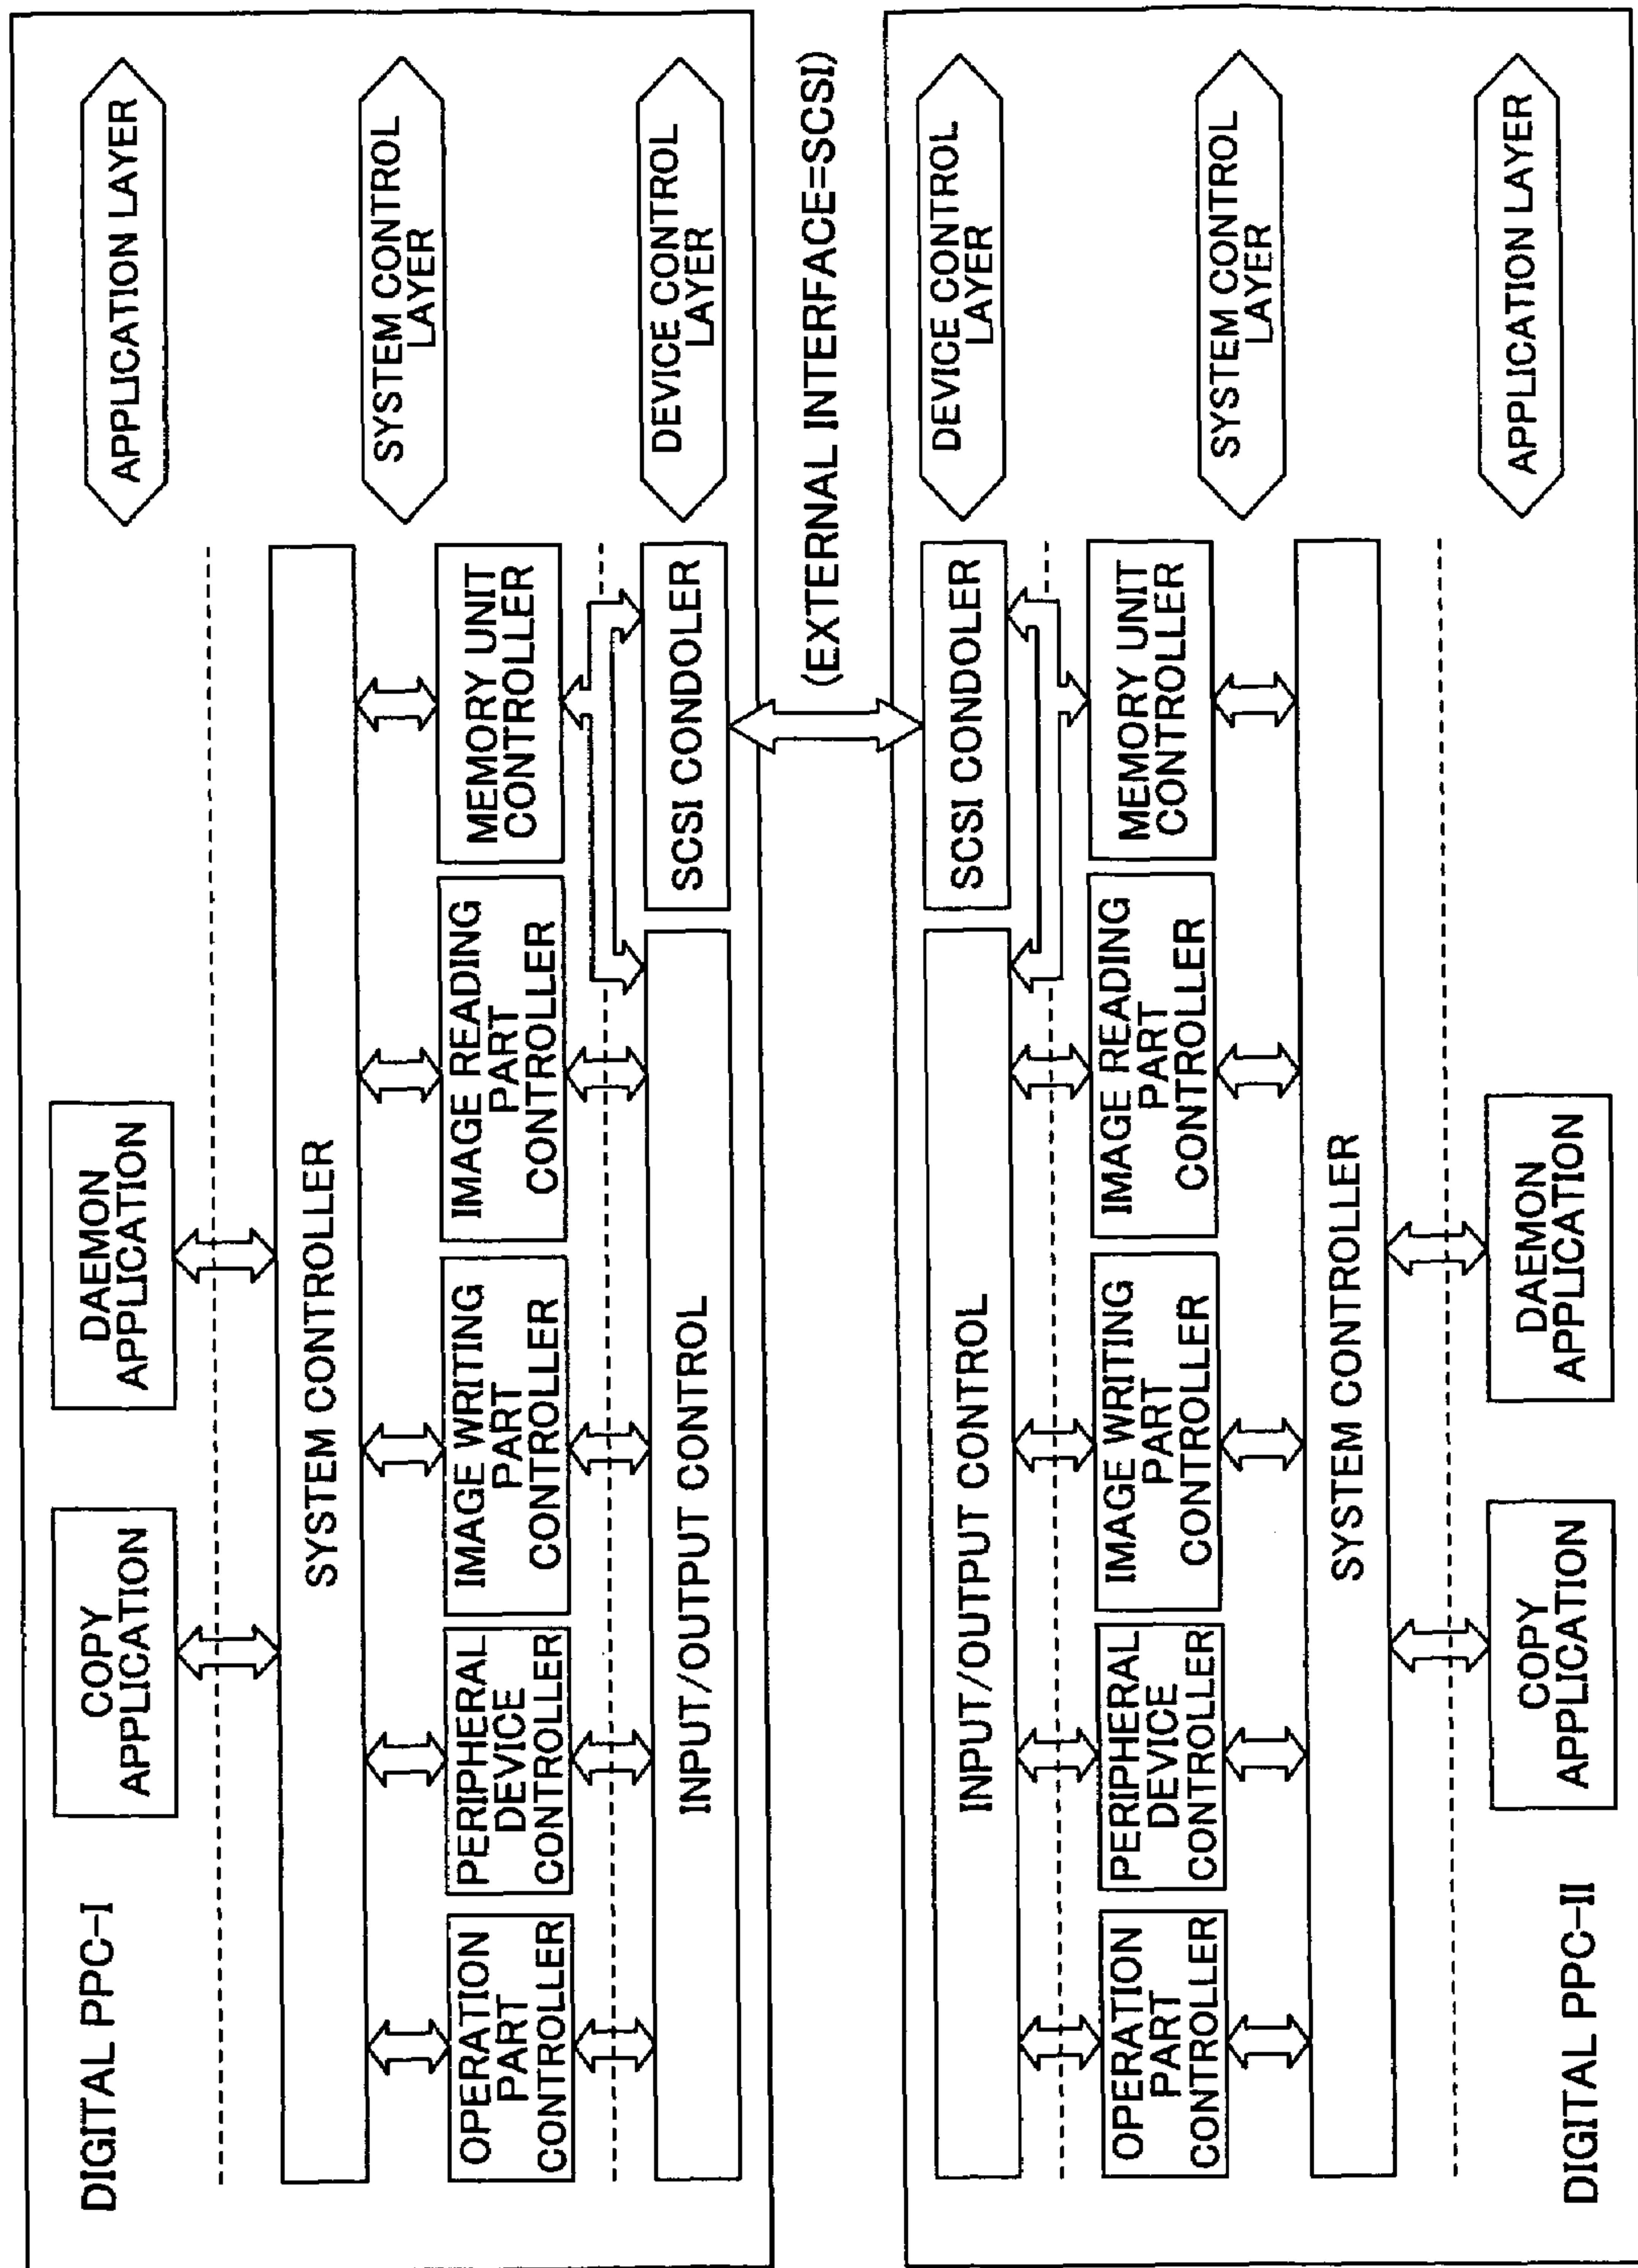 DIGITAL PPC-I
COPY
APPLICATION
DAEMON
APPLICATION
APPLICATION LAYER
SYSTEM CONTROLLER
SYSTEM CONTROL
LAYER
OPERATION
PART
CONTROLLER
PERIPHERAL
DEVICE
CONTROLLER
IMAGE WRITING
PART
CONTROLLER
IMAGE READING
PART
CONTROLLER
MEMORY UNIT
CONTROLLER
INPUT/OUTPUT CONTROL
SCSI CONDOLER
DEVICE CONTROL
LAYER
(EXTERNAL INTERFACE=SCSI)
INPUT/OUTPUT CONTROL
SCSI CONDOLER
DEVICE CONTROL
LAYER
OPERATION
PART
CONTROLLER
PERIPHERAL
DEVICE
CONTROLLER
IMAGE WRITING
PART
CONTROLLER
IMAGE READING
PART
CONTROLLER
MEMORY UNIT
CONTROLLER
SYSTEM CONTROL
LAYER
SYSTEM CONTROLLER
DIGITAL PPC-II
COPY
APPLICATION
DAEMON
APPLICATION
APPLICATION LAYER